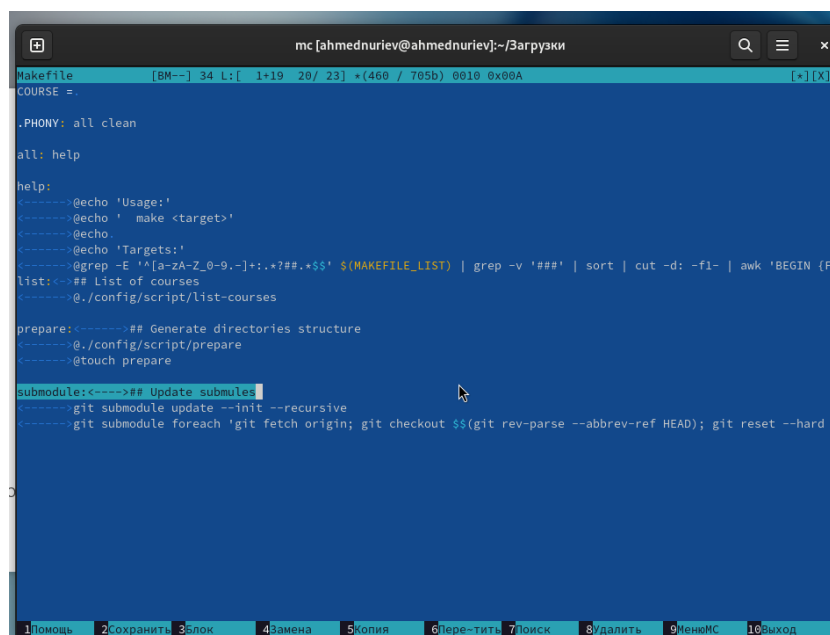 mc [ahmednuriev@ahmednuriev]:~/Загрузки
Makefile [BM--] 34 L:[ 1+19 20/ 23] *(460 / 705b) 0010 0x00A [*][X]
COURSE =.
.PHONY: all clean
all: help
help:
<------>@echo 'Usage:'
<------>@echo '  make <target>'
<------>@echo.
<------>@echo 'Targets:'
<------>@grep -E '^[a-zA-Z_0-9.-]+:.*?##.*$$' $(MAKEFILE_LIST) | grep -v '###' | sort | cut -d: -f1- | awk 'BEGIN {F
list:<->## List of courses
<------>@./config/script/list-courses
prepare:<------>## Generate directories structure
<------>@./config/script/prepare
<------>@touch prepare
submodule:<---->## Update submules
<------>git submodule update --init --recursive
<------>git submodule foreach 'git fetch origin; git checkout $$(git rev-parse --abbrev-ref HEAD); git reset --hard
1Помощь 2Сохранить 3Блок 4Замена 5Копия 6Пере~тить 7Поиск 8Удалить 9МенюMC 10Выход